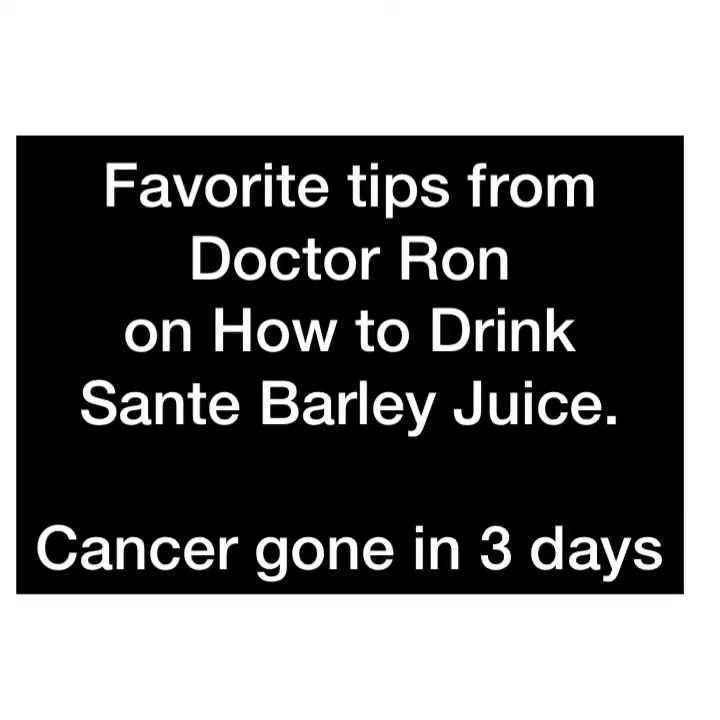 Favorite tips from
Doctor Ron
on How to Drink
Sante Barley Juice.
Cancer gone in 3 days